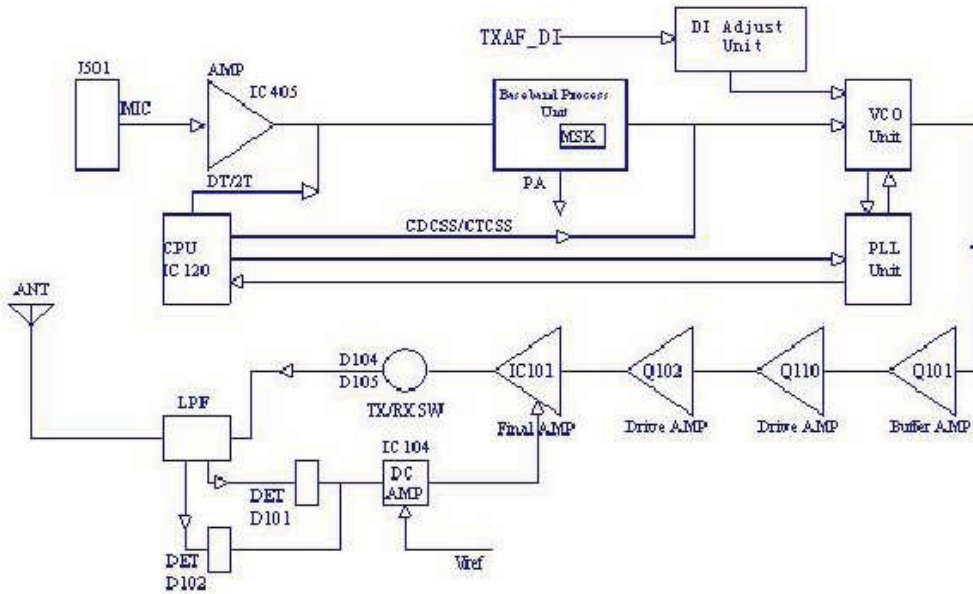 TXAF_DI
DI Adjust
Unit
J501
MIC
AMP
IC 405
Baseband Process
Unit
MSK
VCO
Unit
DT/2T
PA
CDCSS/CTCSS
CPU
IC 120
PLL
Unit
ANT
D104
D105
TX/RX SW
IC101
Q102
Q110
Q101
Final AMP
Drive AMP
Drive AMP
Buffer AMP
LPF
IC 104
DC
AMP
DET
D101
DET
D102
Vref